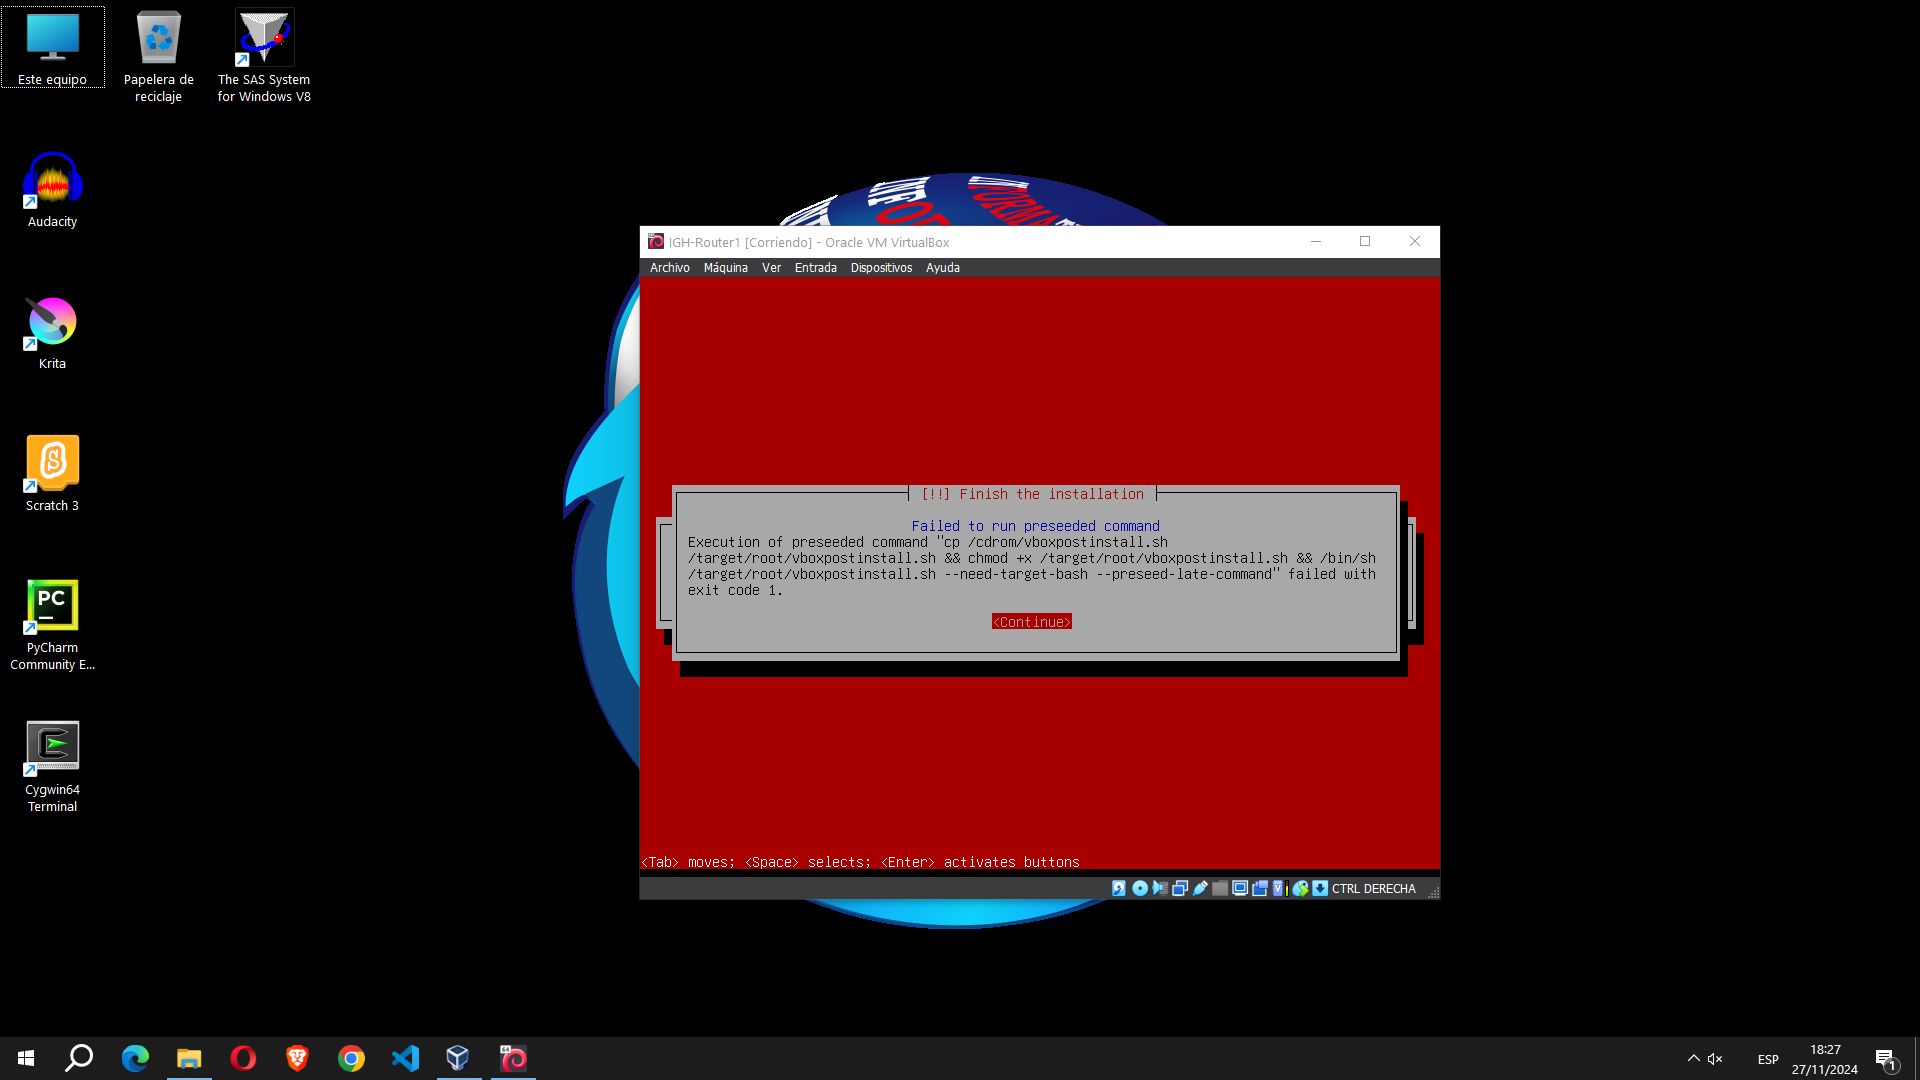 Este equipo
Papelera de
reciclaje
The SAS System
for Windows V8
Audacity
Krita
Scratch 3
PC
PyCharm
Community E...
Cygwin64
Terminal
IGH-Router1 [Corriendo] - Oracle VM VirtualBox
Archivo Máquina Ver Entrada Dispositivos Ayuda
[!!] Finish the installation
Failed to run preseeded command
Execution of preseeded command "cp /cdrom/vboxpostinstall.sh
/target/root/vboxpostinstall.sh && chmod +x /target/root/vboxpostinstall.sh && /bin/sh
/target/root/vboxpostinstall.sh --need-target-bash --preseed-late-command" failed with
exit code 1.
<Continue>
<Tab> moves; <Space> selects; <Enter> activates buttons
CTRL DERECHA
ESP
18:27
27/11/2024
1